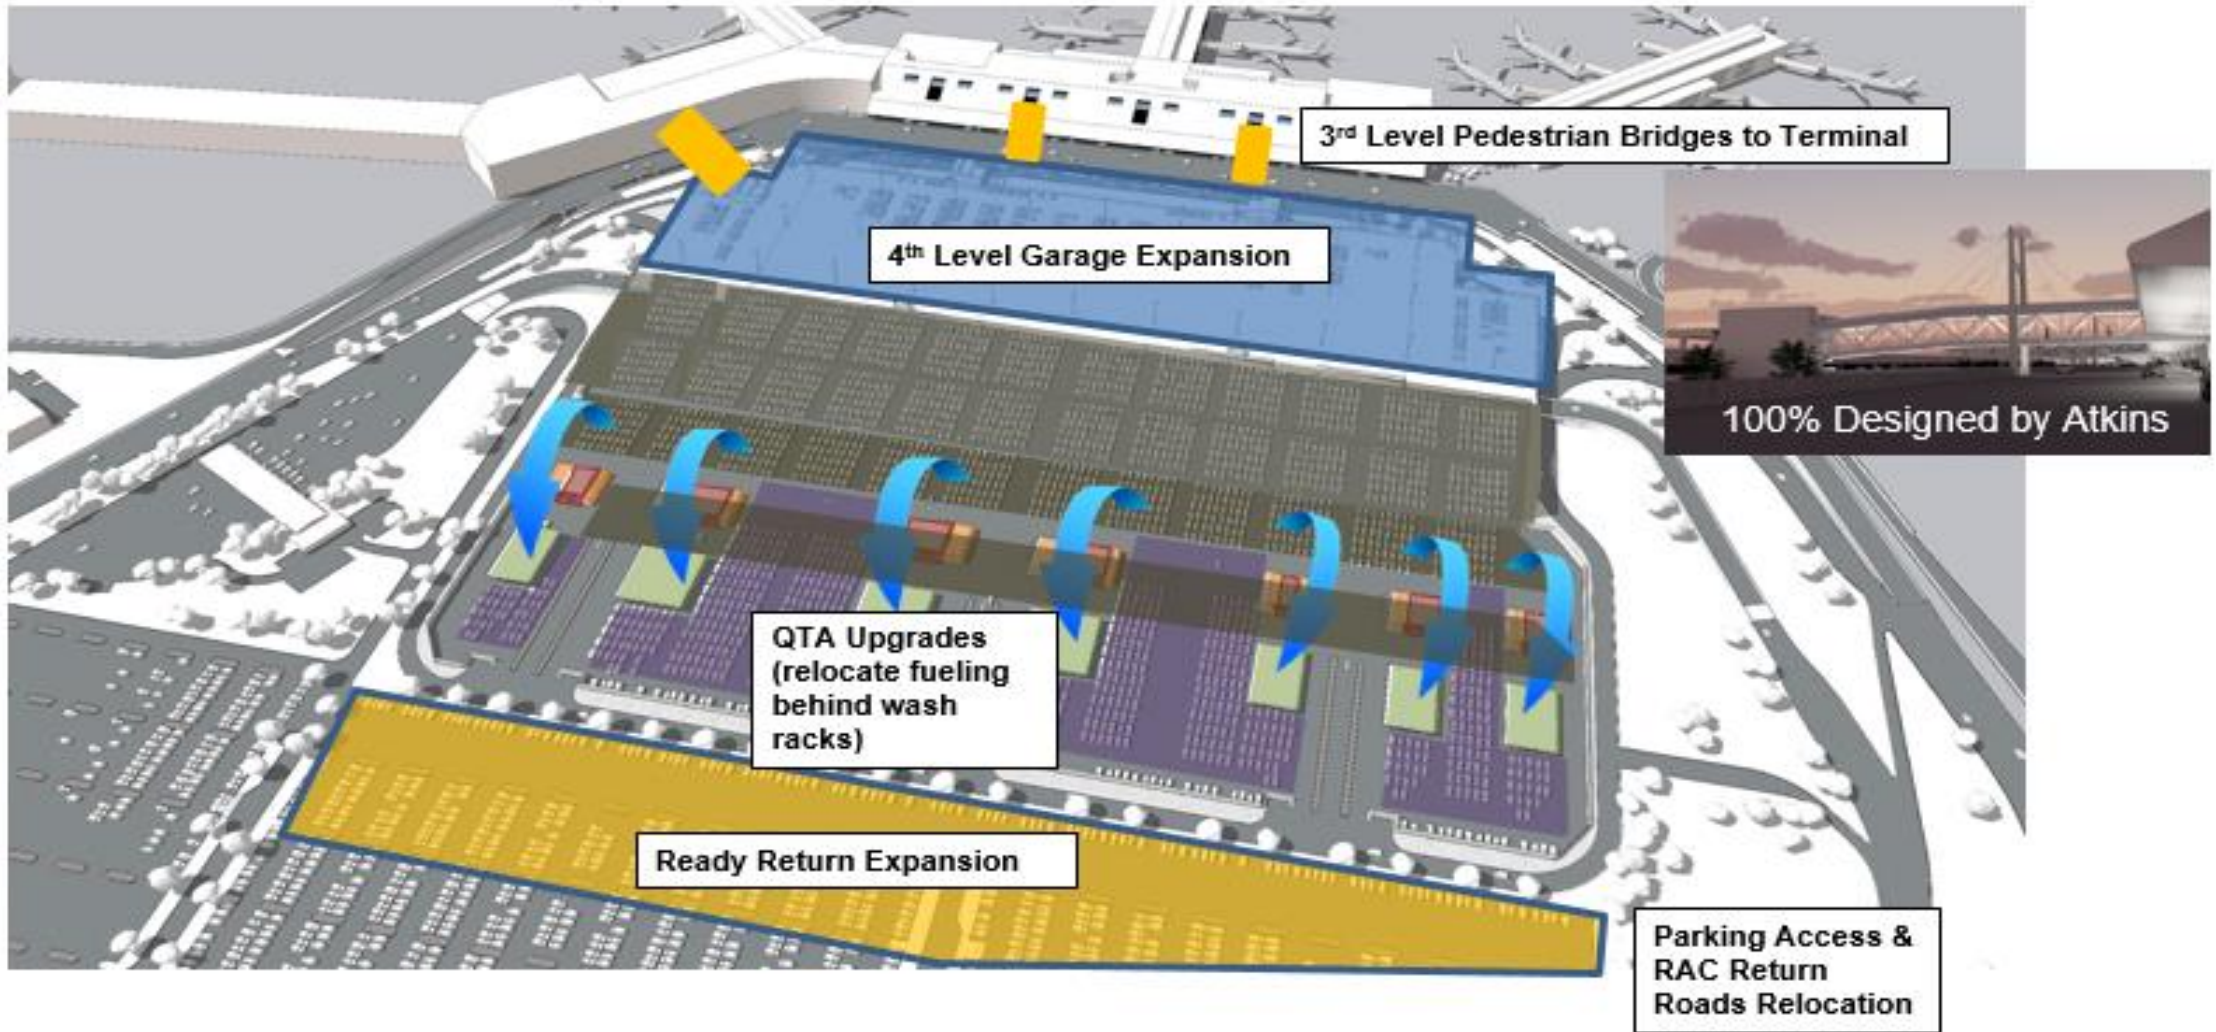 3rd Level Pedestrian Bridges to Terminal
4th Level Garage Expansion
100% Designed by Atkins
QTA Upgrades
(relocate fueling
behind wash
racks)
Ready Return Expansion
Parking Access &
RAC Return
Roads Relocation